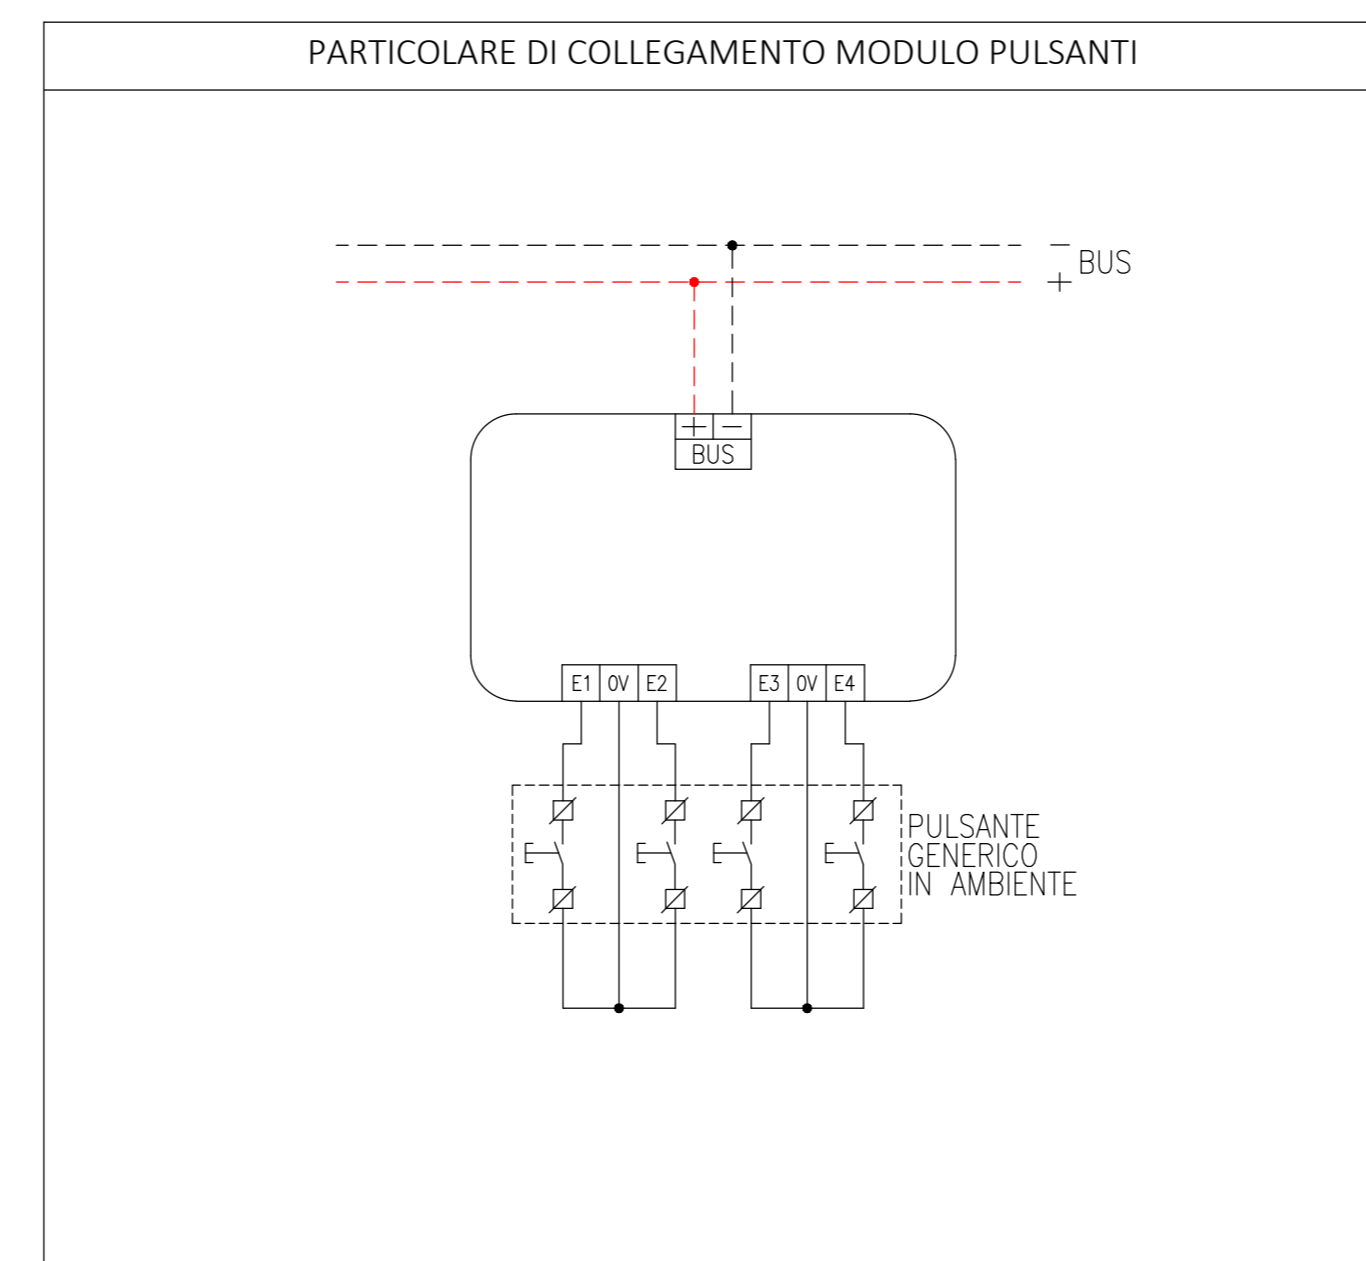 PARTICOLARE DI COLLEGAMENTO MODULO PULSANTI
−
BUS
+
+ −
BUS
E1 0V E2 E3 0V E4
PULSANTE
GENERICO
IN AMBIENTE